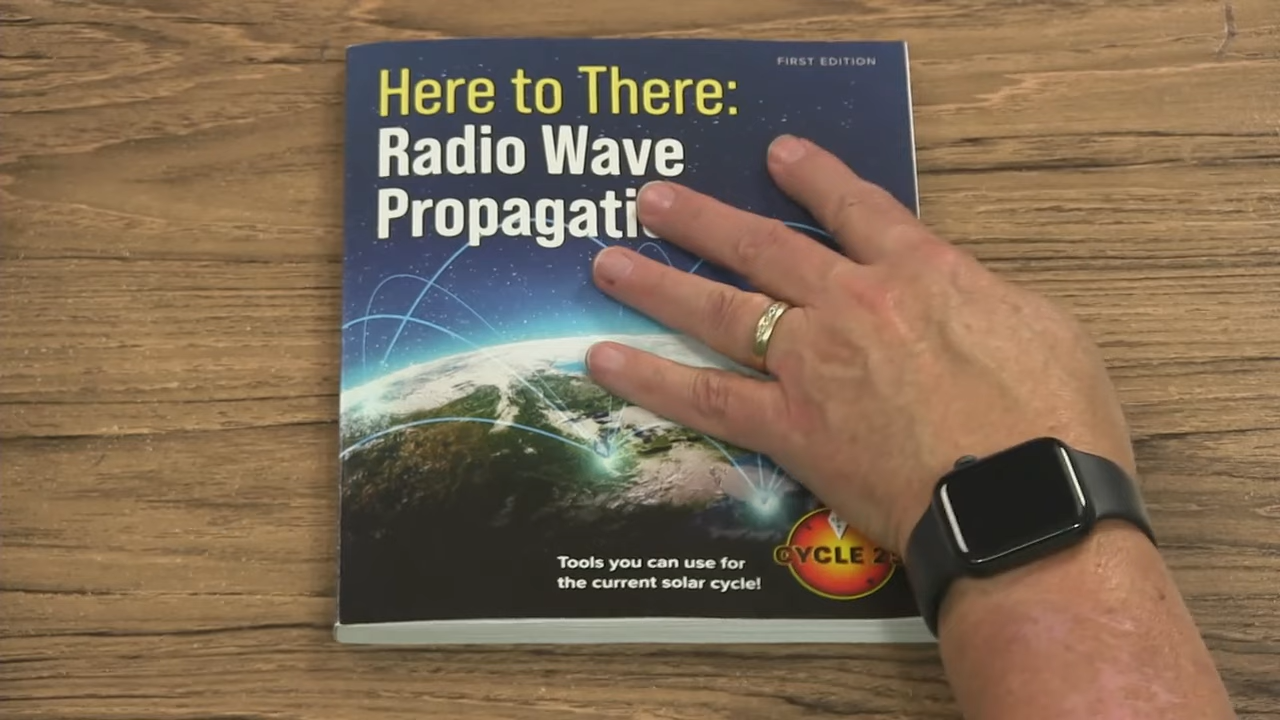 FIRST EDITION
Here to There:
Radio Wave
Propagati
Tools you can use for
the current solar cycle!
CYCLE 2